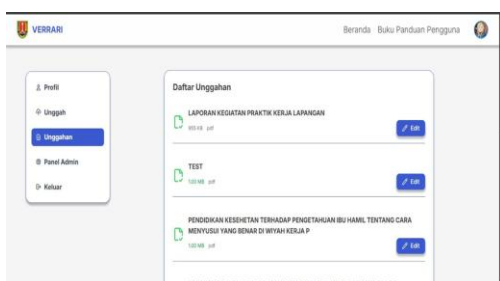 VERRARI
Beranda Buku Panduan Pengguna
Profil
Unggah
Unggahan
Panel Admin
Keluar
Daftar Unggahan
LAPORAN KEGIATAN PRAKTIK KERJA LAPANGAN
pdf
Edit
TEST
1.00 MB pdf
Edit
PENDIDIKAN KESEHETAN TERHADAP PENGETAHUAN IBU HAMIL TENTANG CARA
MENYUSUI YANG BENAR DI WIYAH KERJA P
1.00 MB pdf
Edit